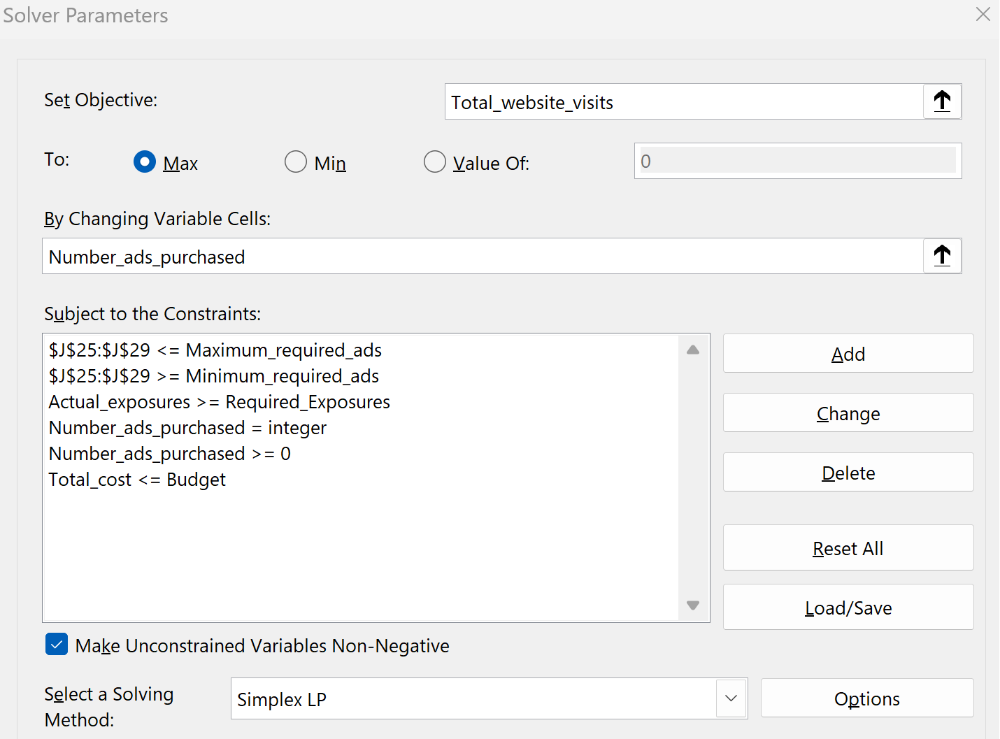 Solver Parameters
Set Objective:
Total_website_visits
To:
Max
Min
Value Of:
0
By Changing Variable Cells:
Number_ads_purchased
Subject to the Constraints:
$J$25:$J$29 <= Maximum_required_ads
$J$25:$J$29 >= Minimum_required_ads
Actual_exposures >= Required_Exposures
Number_ads_purchased = integer
Number_ads_purchased >= 0
Total_cost <= Budget
Add
Change
Delete
Reset All
Load/Save
Make Unconstrained Variables Non-Negative
Select a Solving
Method:
Simplex LP
Options